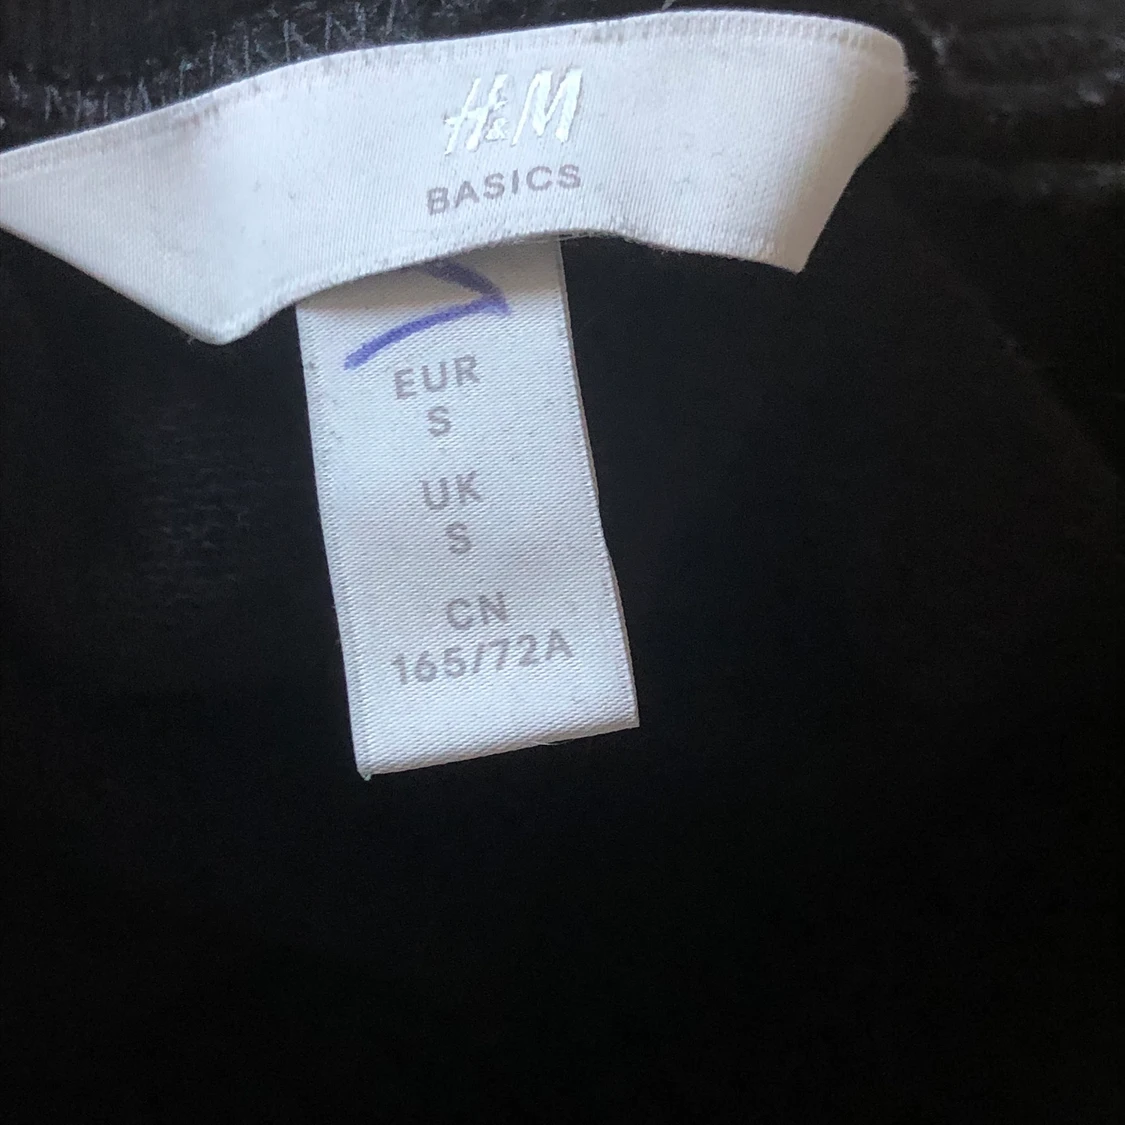 H&M
BASICS
EUR
S
UK
S
CN
165/72A